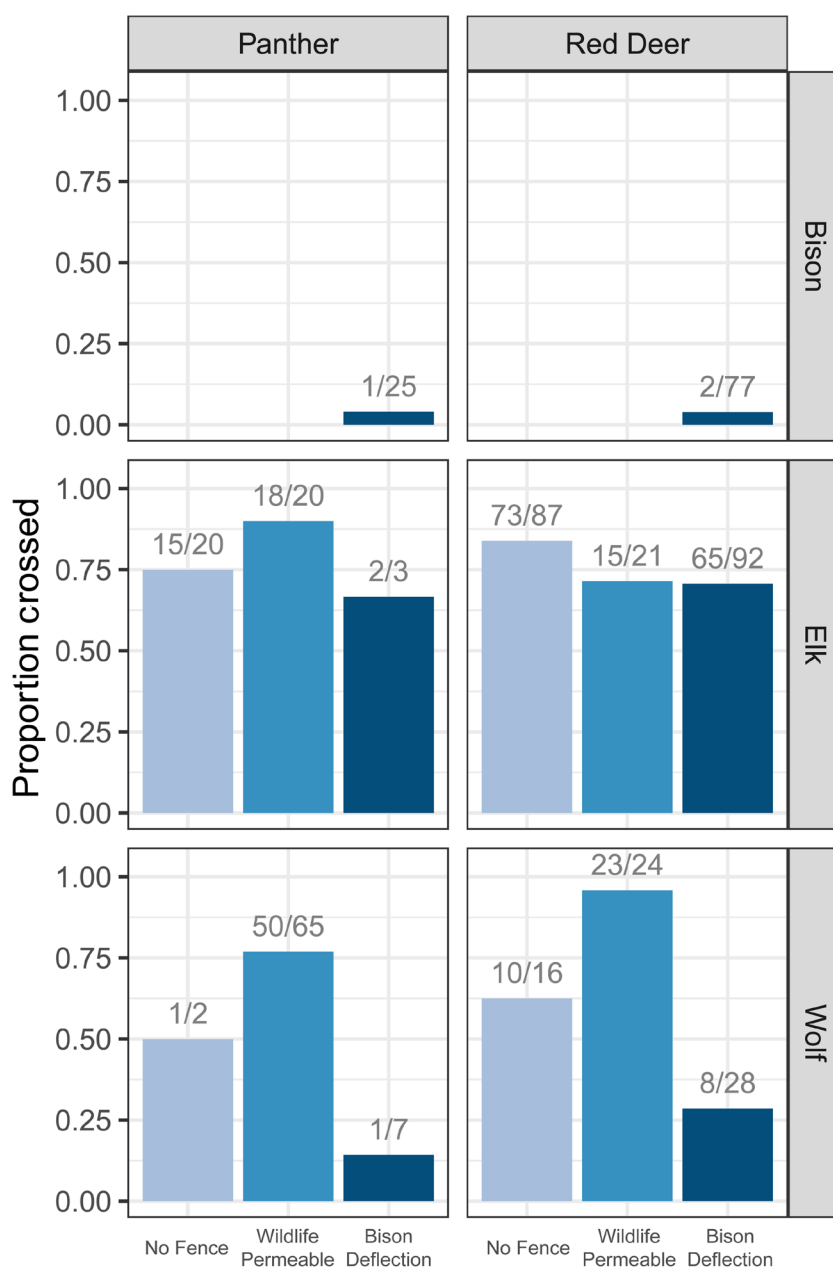 Panther
Red Deer
Proportion crossed
1.00
0.75
0.50
0.25
0.00
1/25
2/77
Bison
1.00
0.75
0.50
0.25
0.00
15/20
18/20
2/3
73/87
15/21
65/92
Elk
1.00
0.75
0.50
0.25
0.00
1/2
50/65
1/7
10/16
23/24
8/28
Wolf
No Fence
Wildlife
Permeable
Bison
Deflection
No Fence
Wildlife
Permeable
Bison
Deflection